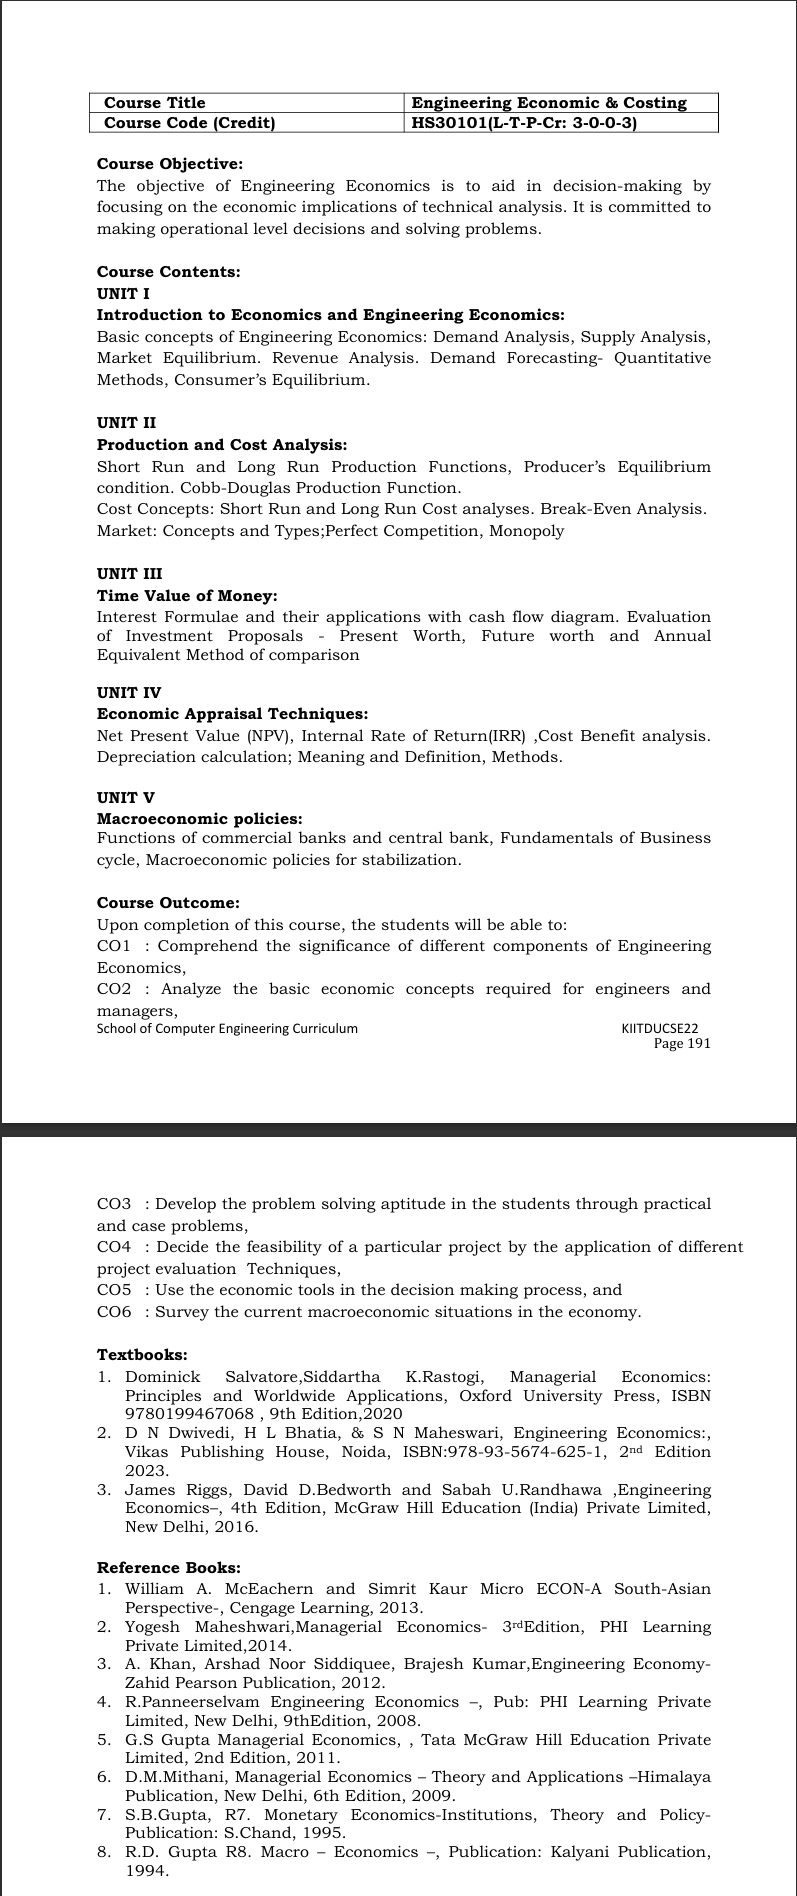 Course Title Engineering Economic & Costing
Course Code (Credit) HS30101(L-T-P-Cr: 3-0-0-3)
Course Objective:
The objective of Engineering Economics is to aid in decision-making by
focusing on the economic implications of technical analysis. It is committed to
making operational level decisions and solving problems.
Course Contents:
UNIT I
Introduction to Economics and Engineering Economics:
Basic concepts of Engineering Economics: Demand Analysis, Supply Analysis,
Market Equilibrium. Revenue Analysis. Demand Forecasting- Quantitative
Methods, Consumer's Equilibrium.
UNIT II
Production and Cost Analysis:
Short Run and Long Run Production Functions, Producer's Equilibrium
condition. Cobb-Douglas Production Function.
Cost Concepts: Short Run and Long Run Cost analyses. Break-Even Analysis.
Market: Concepts and Types;Perfect Competition, Monopoly
UNIT III
Time Value of Money:
Interest Formulae and their applications with cash flow diagram. Evaluation
of Investment Proposals - Present Worth, Future worth and Annual
Equivalent Method of comparison
UNIT IV
Economic Appraisal Techniques:
Net Present Value (NPV), Internal Rate of Return(IRR) ,Cost Benefit analysis.
Depreciation calculation; Meaning and Definition, Methods.
UNIT V
Macroeconomic policies:
Functions of commercial banks and central bank, Fundamentals of Business
cycle, Macroeconomic policies for stabilization.
Course Outcome:
Upon completion of this course, the students will be able to:
CO1 : Comprehend the significance of different components of Engineering
Economics,
CO2 : Analyze the basic economic concepts required for engineers and
managers,
School of Computer Engineering Curriculum KIITDUCSE22
Page 191
CO3 : Develop the problem solving aptitude in the students through practical
and case problems,
CO4 : Decide the feasibility of a particular project by the application of different
project evaluation Techniques,
CO5 : Use the economic tools in the decision making process, and
CO6 : Survey the current macroeconomic situations in the economy.
Textbooks:
1. Dominick Salvatore,Siddartha K.Rastogi, Managerial Economics:
Principles and Worldwide Applications, Oxford University Press, ISBN
9780199467068 , 9th Edition,2020
2. D N Dwivedi, H L Bhatia, & S N Maheswari, Engineering Economics:,
Vikas Publishing House, Noida, ISBN:978-93-5674-625-1, 2nd Edition
2023.
3. James Riggs, David D.Bedworth and Sabah U.Randhawa ,Engineering
Economics–, 4th Edition, McGraw Hill Education (India) Private Limited,
New Delhi, 2016.
Reference Books:
1. William A. McEachern and Simrit Kaur Micro ECON-A South-Asian
Perspective-, Cengage Learning, 2013.
2. Yogesh Maheshwari,Managerial Economics- 3rdEdition, PHI Learning
Private Limited,2014.
3. A. Khan, Arshad Noor Siddiquee, Brajesh Kumar,Engineering Economy-
Zahid Pearson Publication, 2012.
4. R.Panneerselvam Engineering Economics –, Pub: PHI Learning Private
Limited, New Delhi, 9thEdition, 2008.
5. G.S Gupta Managerial Economics, , Tata McGraw Hill Education Private
Limited, 2nd Edition, 2011.
6. D.M.Mithani, Managerial Economics – Theory and Applications –Himalaya
Publication, New Delhi, 6th Edition, 2009.
7. S.B.Gupta, R7. Monetary Economics-Institutions, Theory and Policy-
Publication: S.Chand, 1995.
8. R.D. Gupta R8. Macro – Economics –, Publication: Kalyani Publication,
1994.